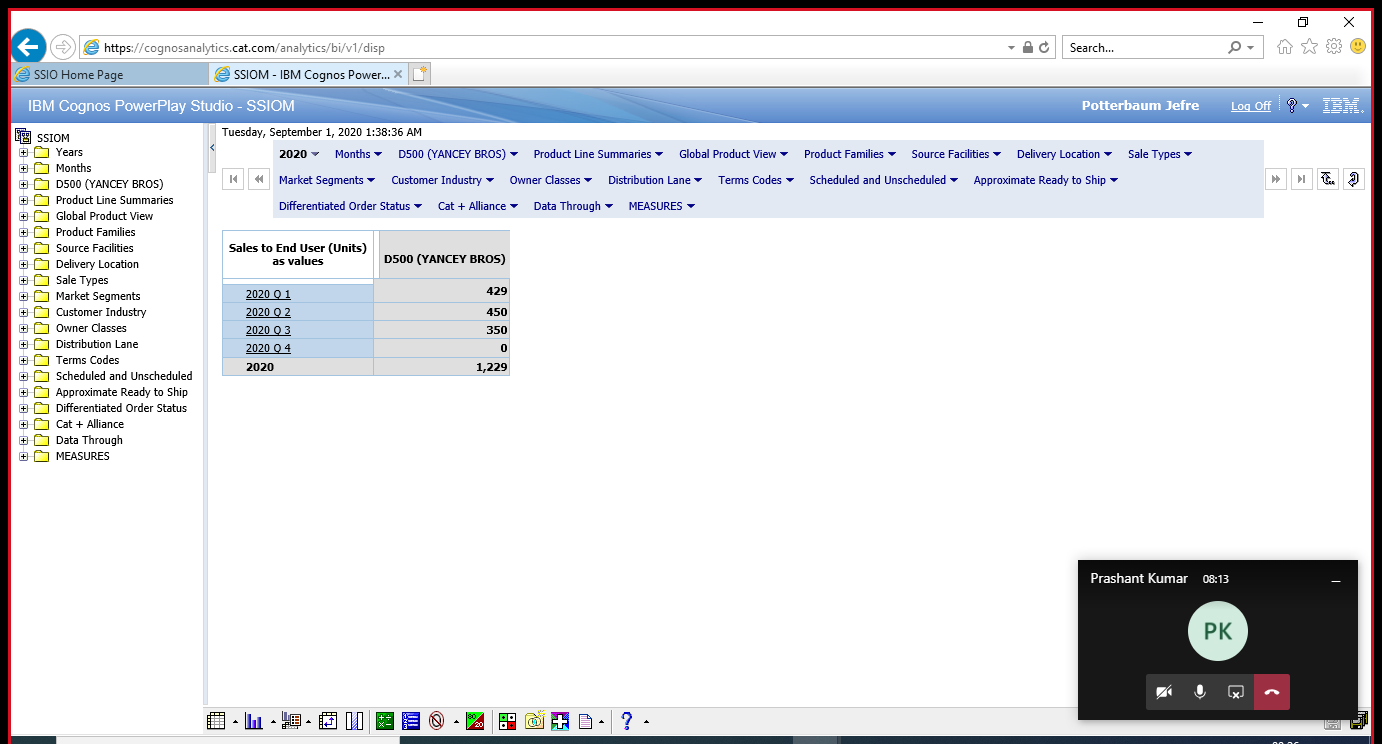 https://cognosanalytics.cat.com/analytics/bi/v1/disp
Search...
SSIO Home Page
SSIOM - IBM Cognos Power...
IBM Cognos PowerPlay Studio - SSIOM
Potterbaum Jefre
Log Off
IBM.
SSIOM
Years
Months
D500 (YANCEY BROS)
Product Line Summaries
Global Product View
Product Families
Source Facilities
Delivery Location
Sale Types
Market Segments
Customer Industry
Owner Classes
Distribution Lane
Terms Codes
Scheduled and Unscheduled
Approximate Ready to Ship
Differentiated Order Status
Cat + Alliance
Data Through
MEASURES
Tuesday, September 1, 2020 1:38:36 AM
2020 Months D500 (YANCEY BROS) Product Line Summaries Global Product View Product Families Source Facilities Delivery Location Sale Types
Market Segments Customer Industry Owner Classes Distribution Lane Terms Codes Scheduled and Unscheduled Approximate Ready to Ship
Differentiated Order Status Cat + Alliance Data Through MEASURES
Sales to End User (Units)
as values
D500 (YANCEY BROS)
2020 Q 1 429
2020 Q 2 450
2020 Q 3 350
2020 Q 4 0
2020 1,229
Prashant Kumar 08:13
PK